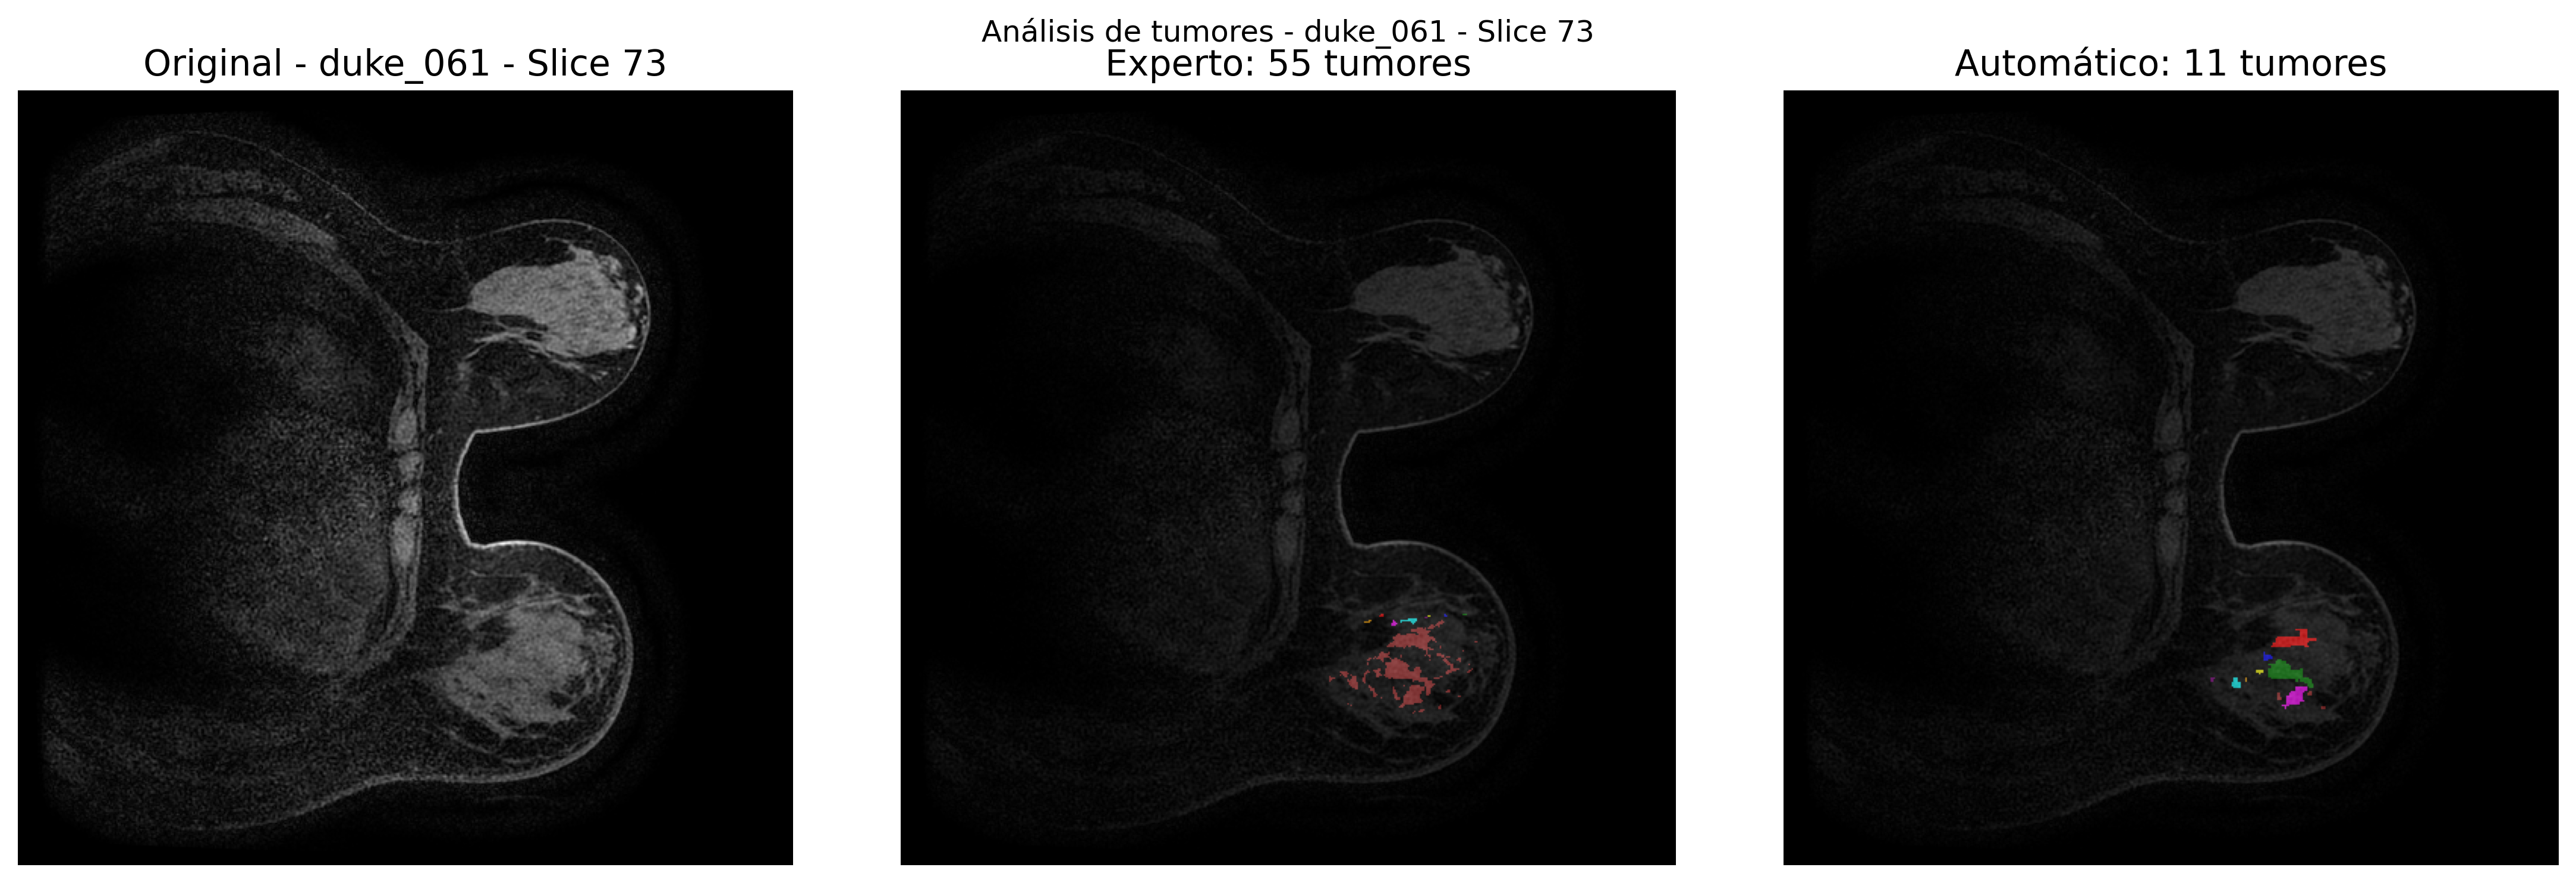 Análisis de tumores - duke_061 - Slice 73
Original - duke_061 - Slice 73
Experto: 55 tumores
Automático: 11 tumores